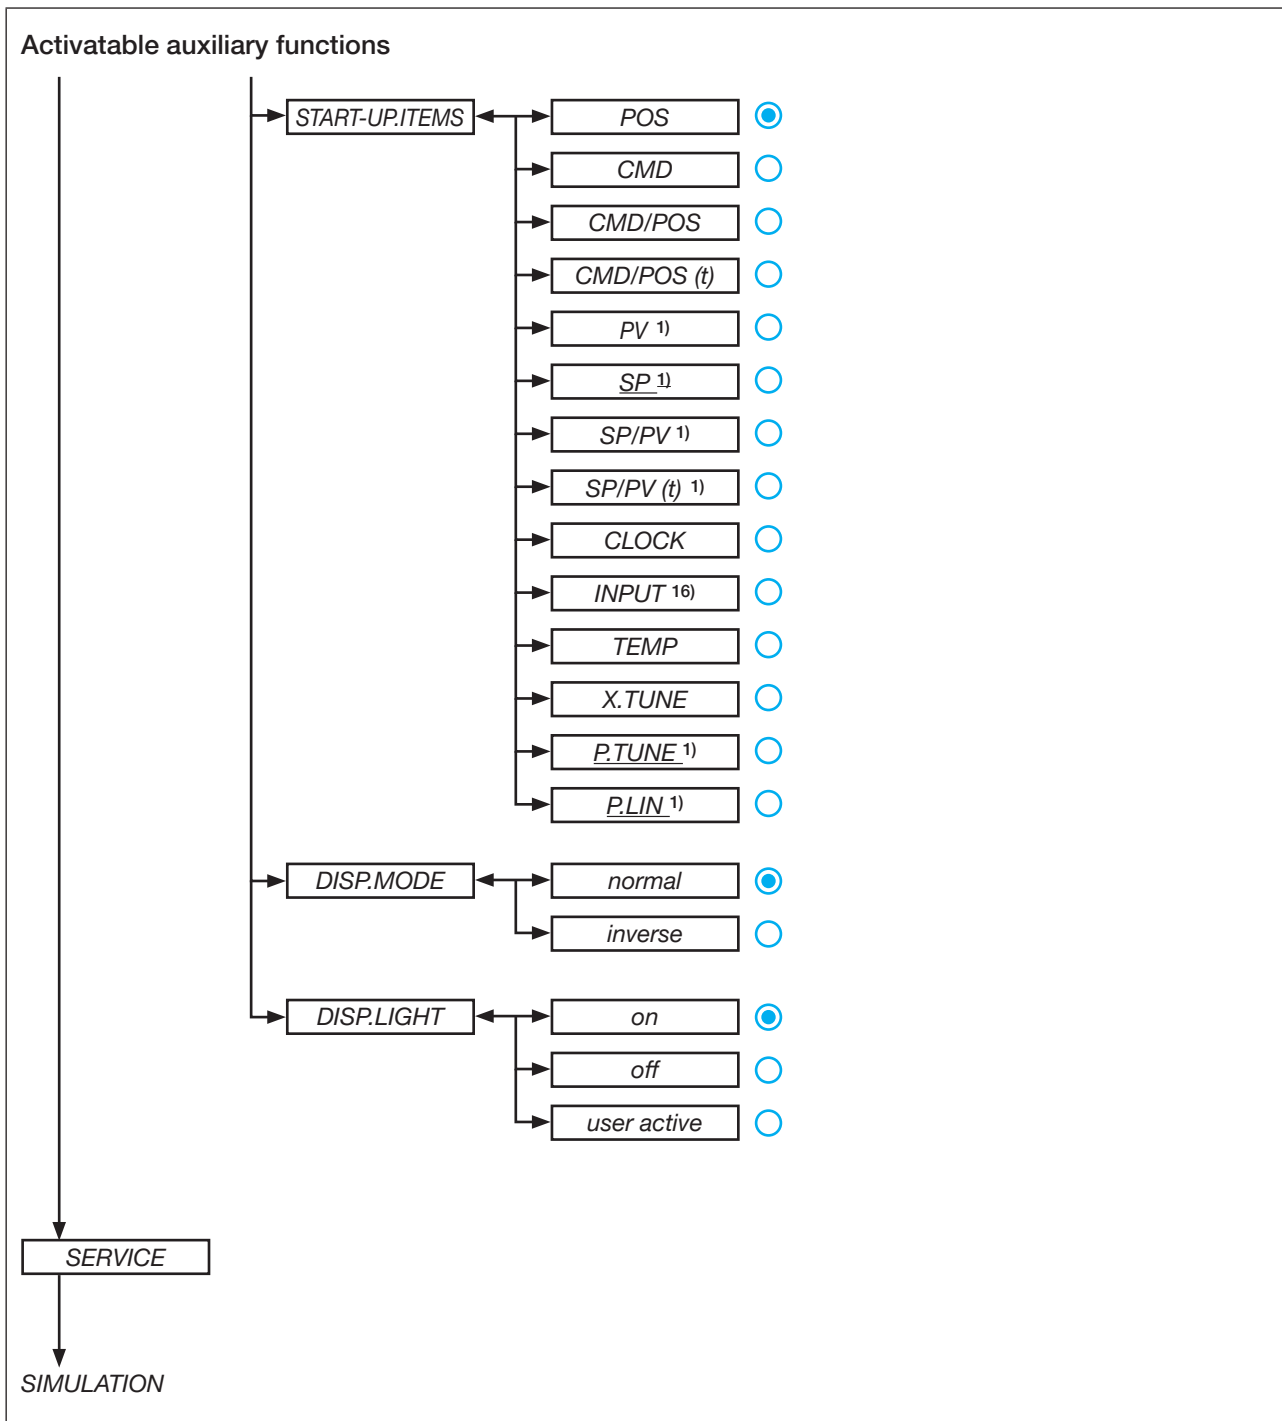 Activatable auxiliary functions
START-UP.ITEMS
POS
CMD
CMD/POS
CMD/POS (t)
PV 1)
SP 1)
SP/PV 1)
SP/PV (t) 1)
CLOCK
INPUT 16)
TEMP
X.TUNE
P.TUNE 1)
P.LIN 1)
DISP.MODE
normal
inverse
DISP.LIGHT
on
off
user active
SERVICE
SIMULATION